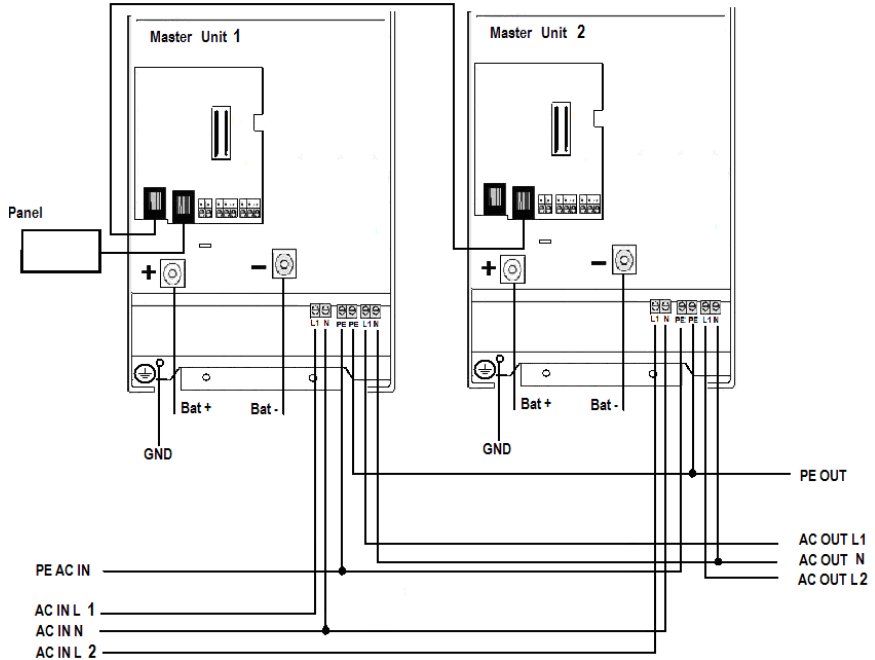 Master Unit 1
Master Unit 2
Panel
+
-
+
-
L1 N PE PE L1 N
L1 N PE PE L1 N
Bat +
Bat -
Bat +
Bat -
GND
GND
PE OUT
AC OUT L1
AC OUT N
AC OUT L2
PE AC IN
AC IN L 1
AC IN N
AC IN L 2